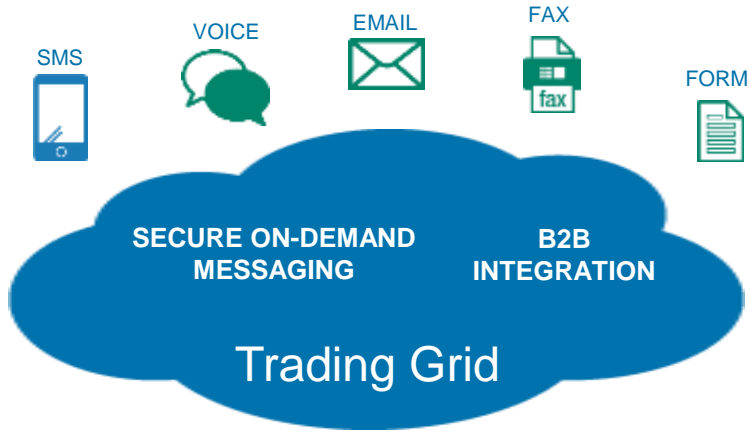 SMS
VOICE
EMAIL
FAX
fax
FORM
SECURE ON-DEMAND
MESSAGING
B2B
INTEGRATION
Trading Grid